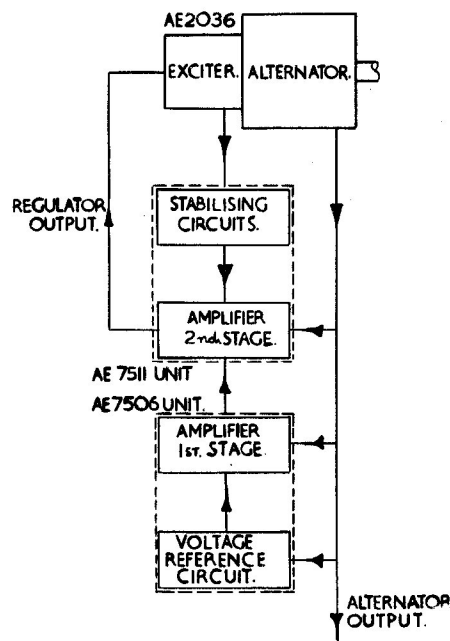 AE2036
EXCITER.
ALTERNATOR.
STABILISING
CIRCUITS.
REGULATOR
OUTPUT.
AMPLIFIER
2nd. STAGE.
AE 7511 UNIT
AE7506 UNIT.
AMPLIFIER
1ST. STAGE
VOLTAGE
REFERENCE
CIRCUIT.
ALTERNATOR
OUTPUT.